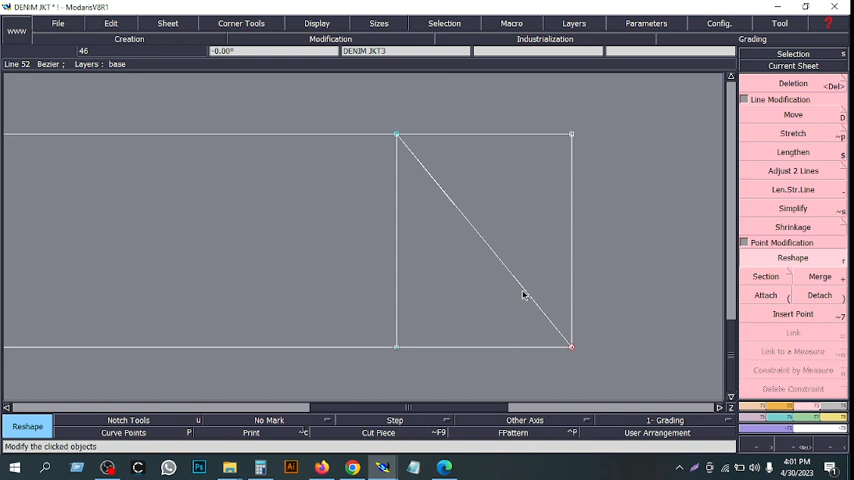 DENIM JKT * ! - ModarisV8R1
www
File Edit Sheet Corner Tools Display Sizes Selection Macro Layers Parameters Config. Tool ?
Creation Modification Industrialization Grading
46 -0.00° DENIM JKT3
Line 52 Bezier ; Layers : base
Selection s
Current Sheet
Deletion <Del>
Line Modification
Move D
Stretch ~p
Lengthen s
Adjust 2 Lines
Len.Str.Line -
Simplify ~s
Shrinkage
Point Modification
Reshape r
Section Merge +
Attach ( Detach )
Insert Point ~7
Link =
Link to a Measure
Constraint by Measure
Delete Constraint
Z
Reshape
Notch Tools u No Mark Step Other Axis 1- Grading
Curve Points P Print ~c Cut Piece ~F9 FPattern ^P User Arrangement
Modify the clicked objects
4:01 PM
4/30/2023